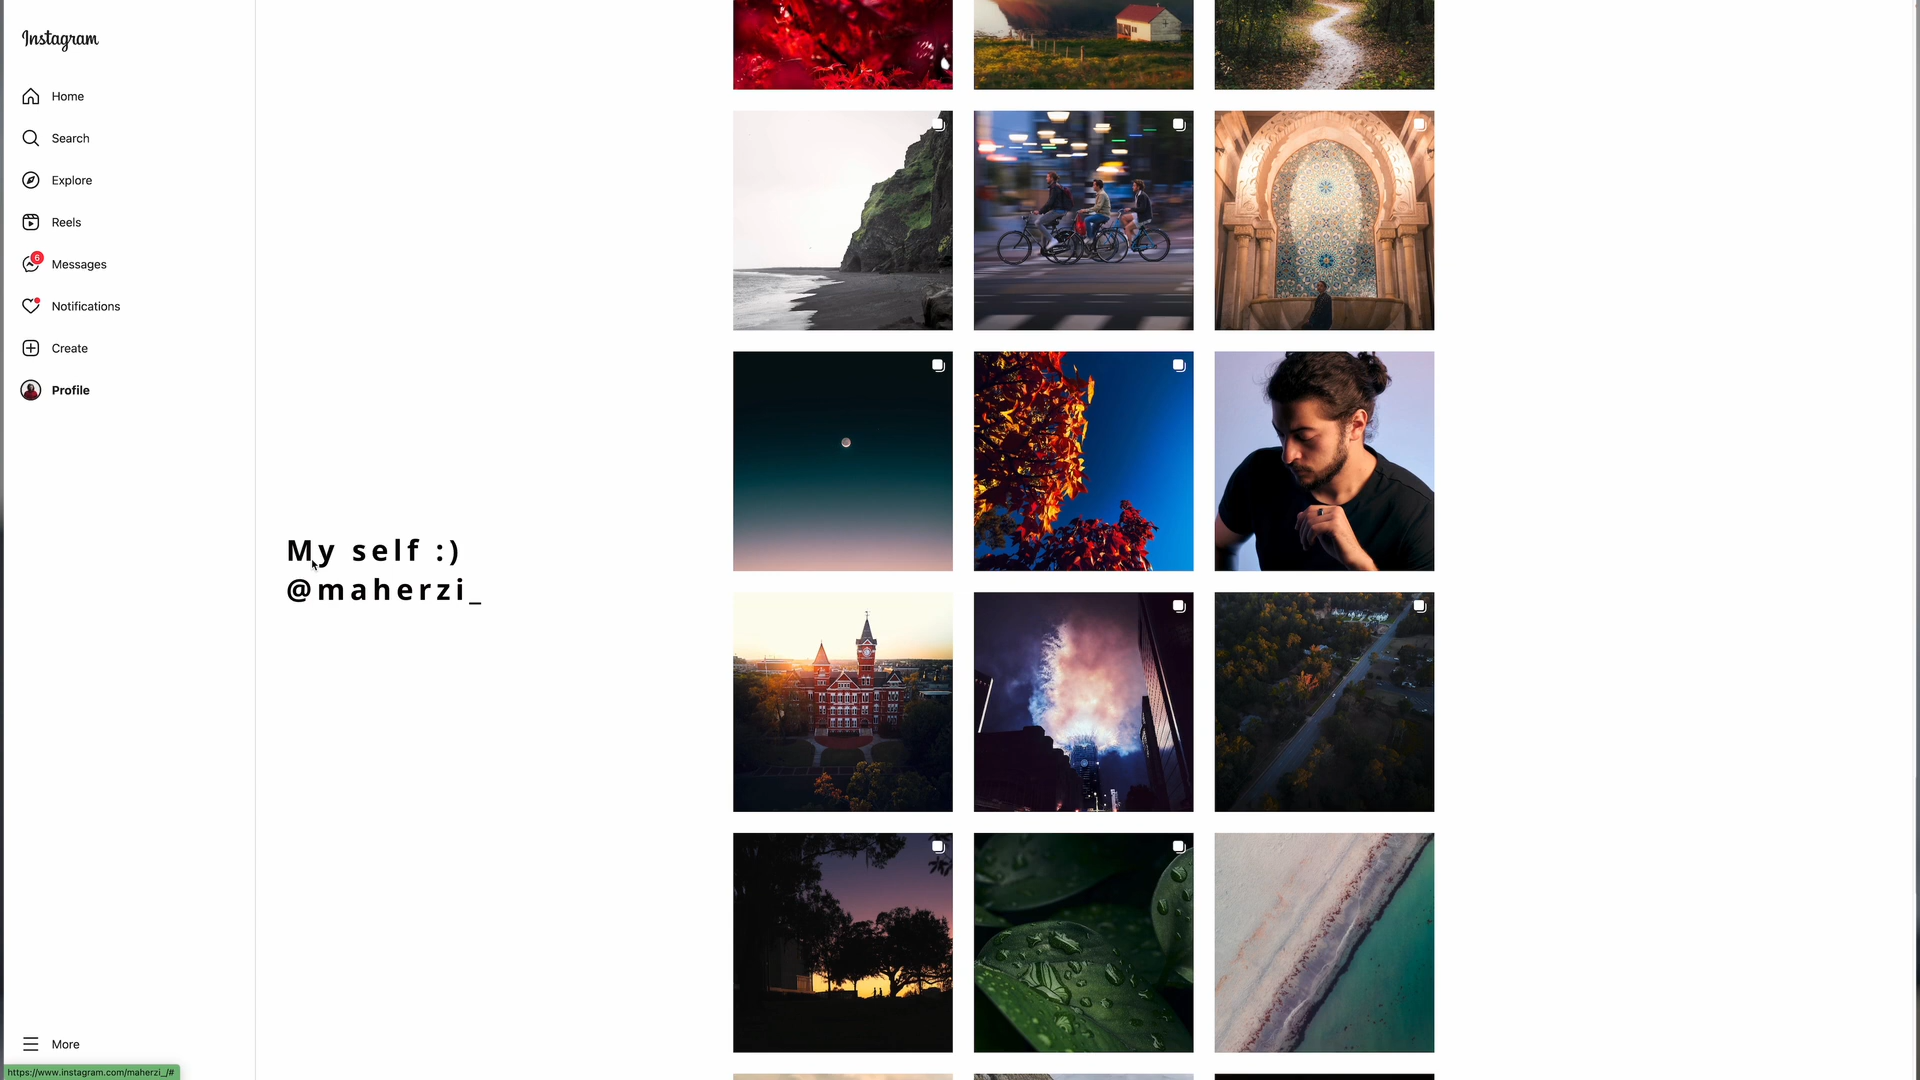 Instagram
Home
Search
Explore
Reels
6
Messages
Notifications
Create
Profile
My self :)
@maherzi_
More
https://www.instagram.com/maherzi_/#